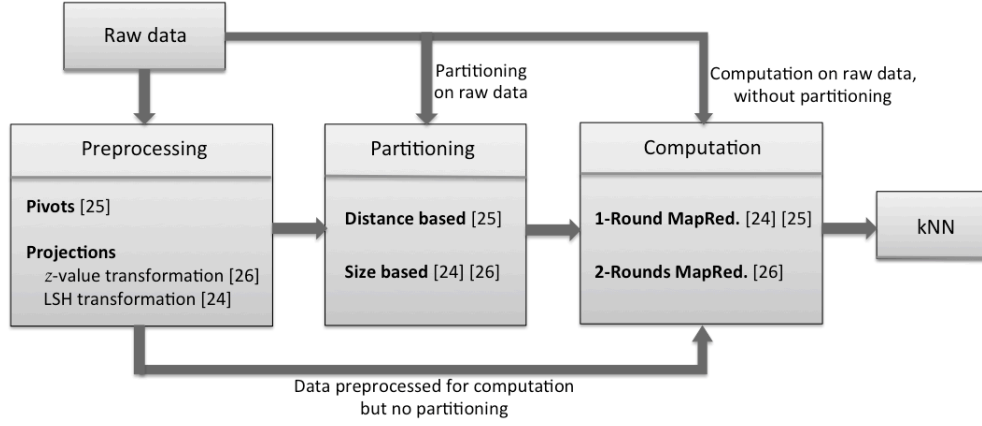 Raw data
Partitioning
on raw data
Computation on raw data,
without partitioning
Preprocessing
Pivots [25]
Projections
z-value transformation [26]
LSH transformation [24]
Partitioning
Distance based [25]
Size based [24] [26]
Computation
1-Round MapRed. [24] [25]
2-Rounds MapRed. [26]
kNN
Data preprocessed for computation
but no partitioning